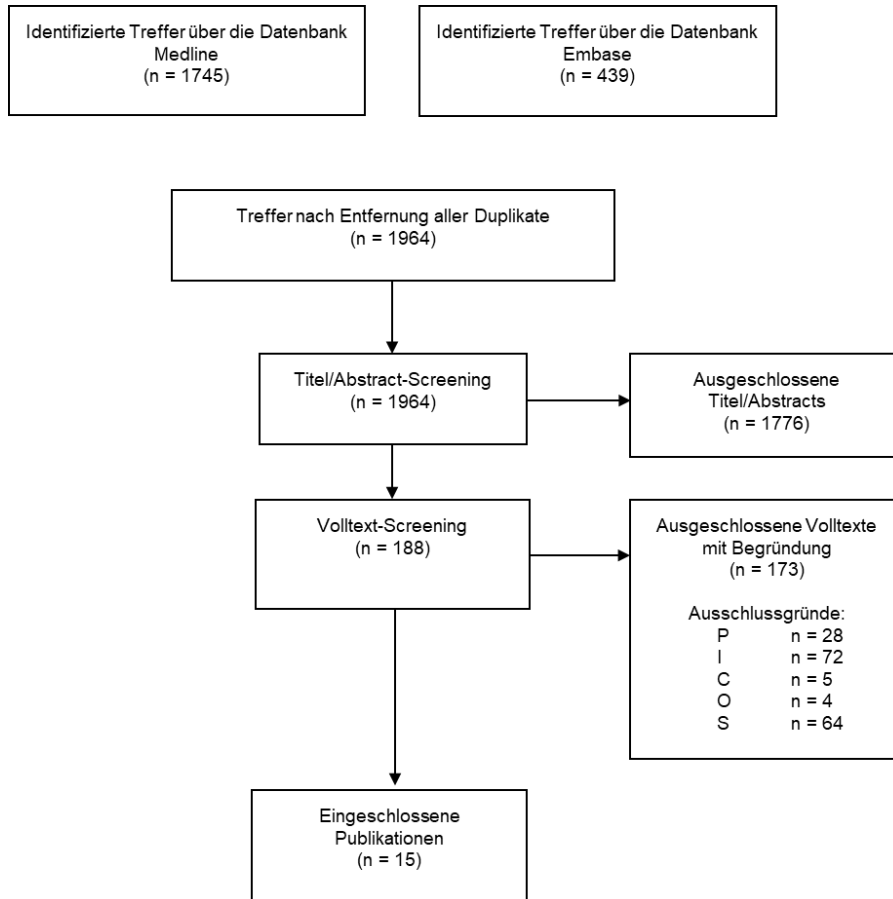 Identifizierte Treffer über die Datenbank
Medline
(n = 1745)
Identifizierte Treffer über die Datenbank
Embase
(n = 439)
Treffer nach Entfernung aller Duplikate
(n = 1964)
Titel/Abstract-Screening
(n = 1964)
Ausgeschlossene
Titel/Abstracts
(n = 1776)
Volltext-Screening
(n = 188)
Ausgeschlossene Volltexte
mit Begründung
(n = 173)
Ausschlussgründe:
P n = 28
I n = 72
C n = 5
O n = 4
S n = 64
Eingeschlossene
Publikationen
(n = 15)